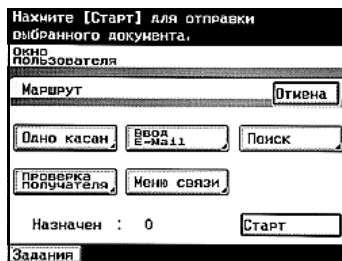 Нажмите [Старт] для отправки
выбранного документа.
Окно
пользователя
Маршрут
Отмена
Одно касан
Ввод
E-Mail
Поиск
Проверка
получателя
Меню связи
Назначен : 0
Старт
Задания